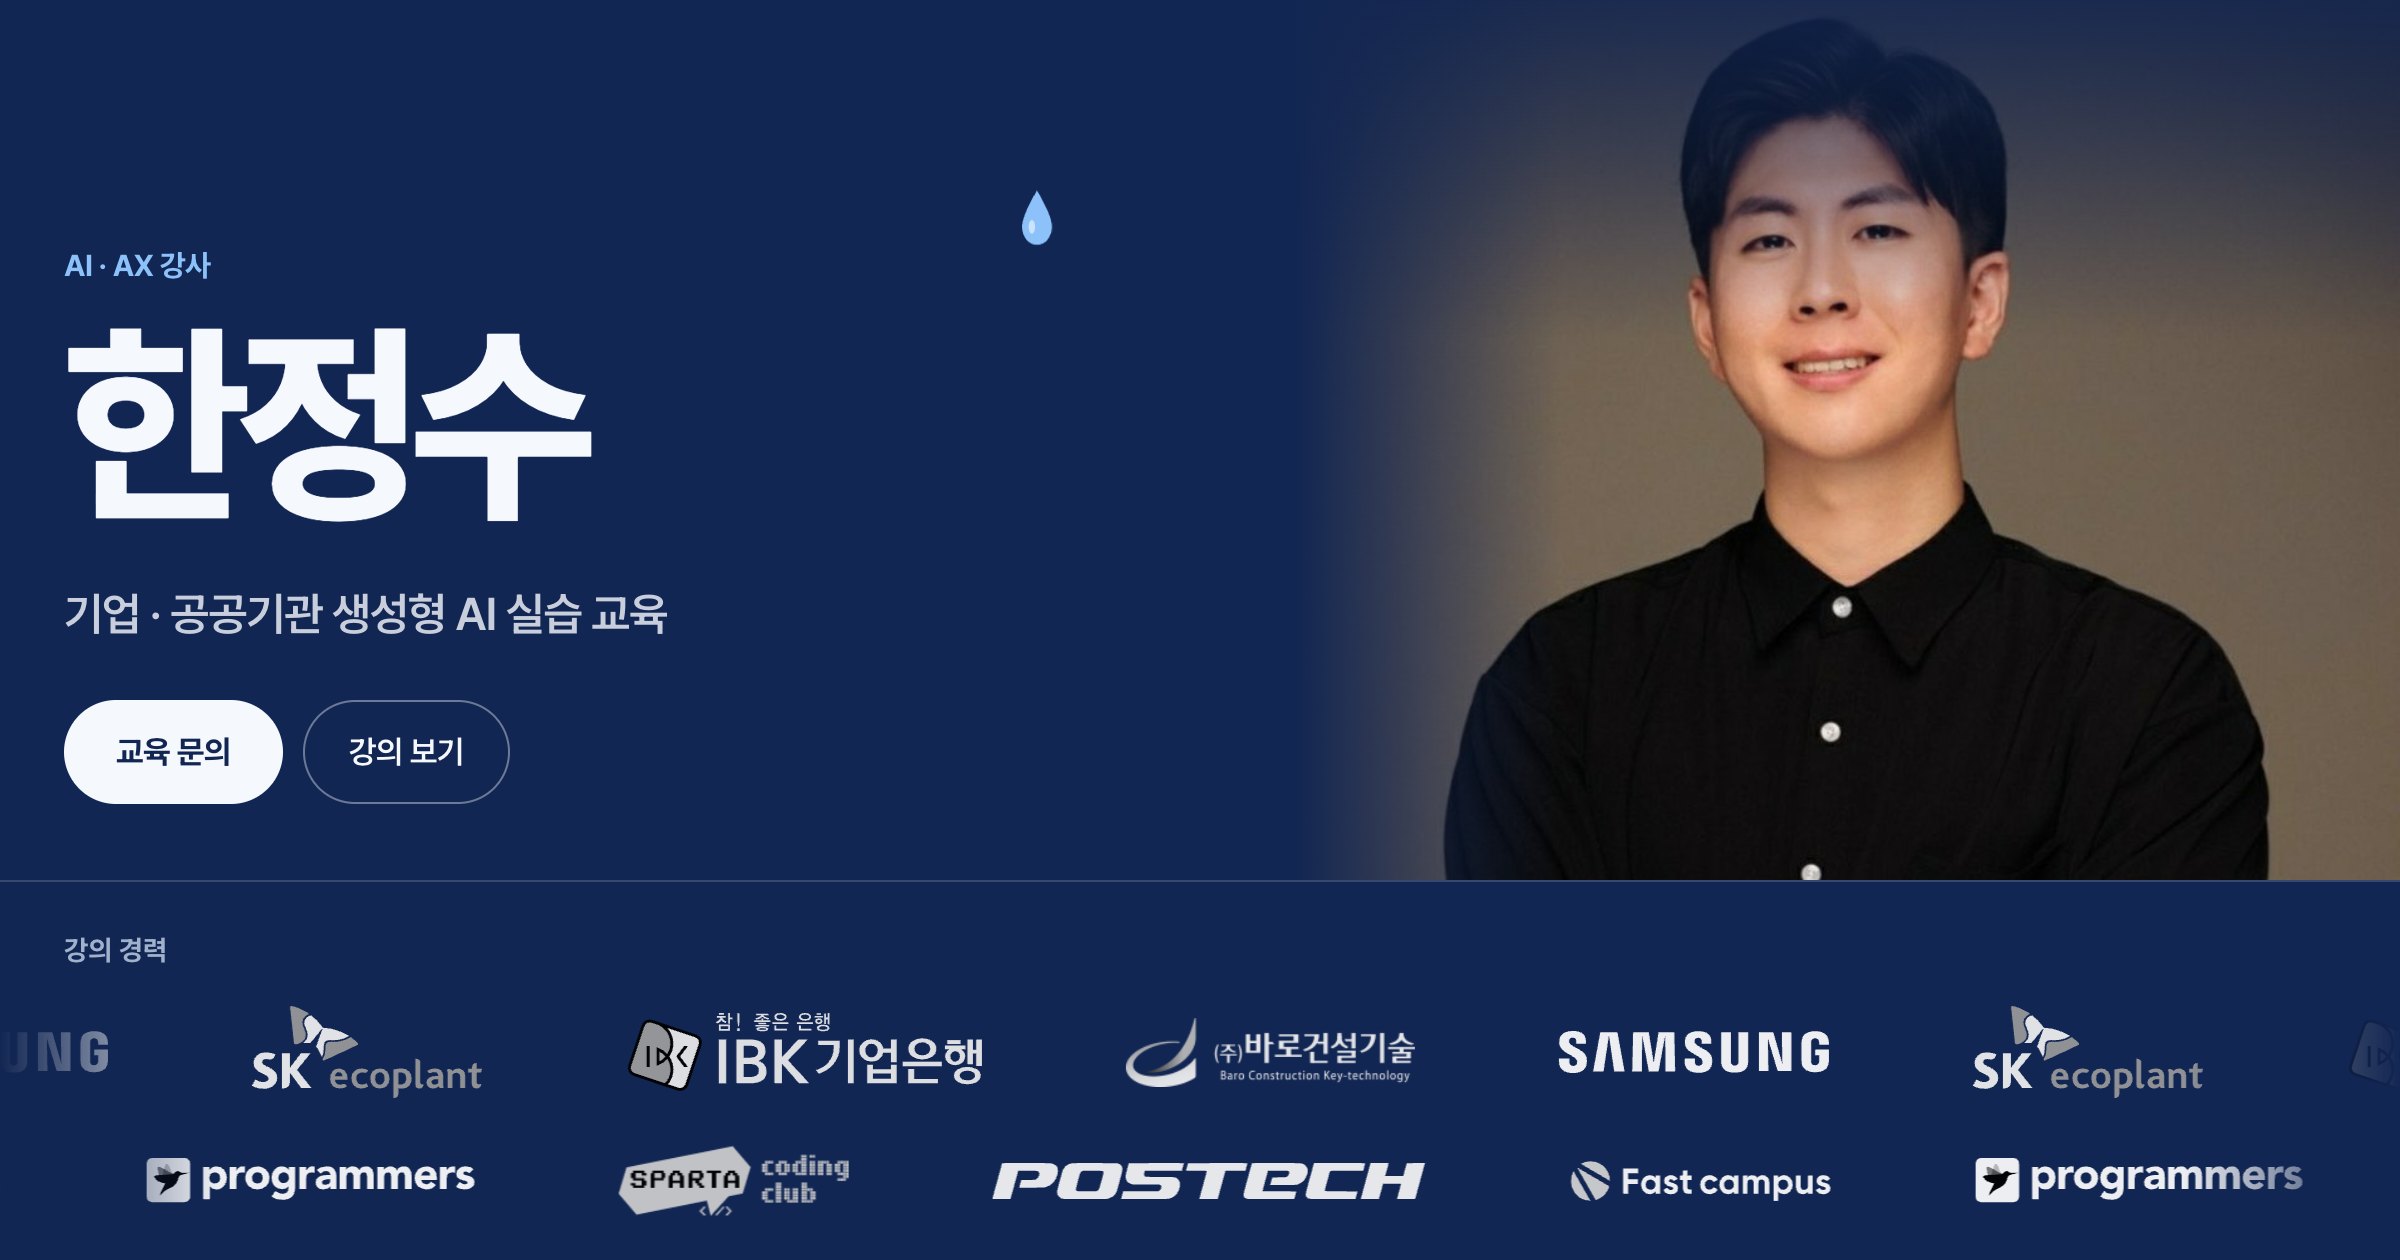 AI · AX 강사
한정수
기업 · 공공기관 생성형 AI 실습 교육
교육 문의
강의 보기
강의 경력
UNG
SK ecoplant
참! 좋은 은행
IBK 기업은행
(주)바로건설기술
Baro Construction Key-technology
SAMSUNG
SK ecoplant
programmers
SPARTA
coding
club
</>
POSTECH
Fast campus
programmers